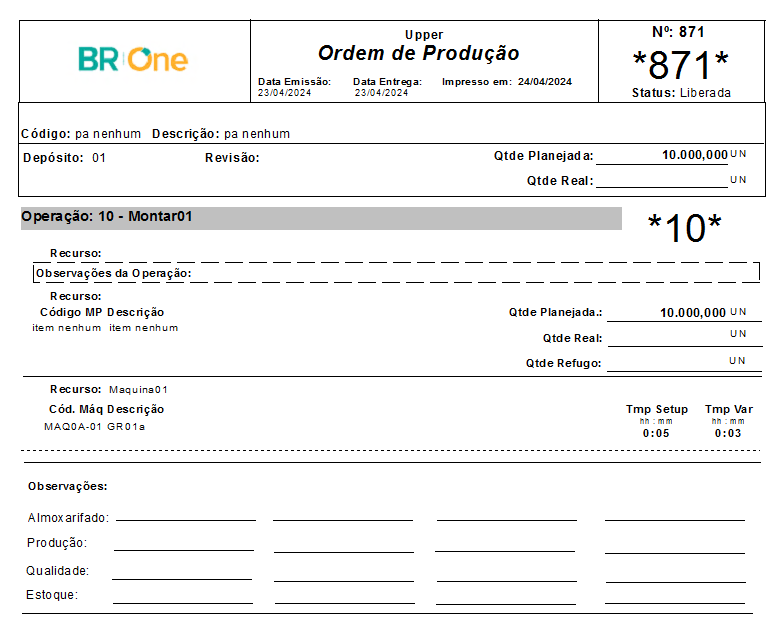 BR One
Upper
Ordem de Produção
Data Emissão: Data Entrega: Impresso em: 24/04/2024
23/04/2024 23/04/2024
Nº: 871
*871*
Status: Liberada
Código: pa nenhum Descrição: pa nenhum
Depósito: 01 Revisão: Qtde Planejada: 10.000,000 UN
Qtde Real: UN
Operação: 10 - Montar01
*10*
Recurso:
Observações da Operação:
Recurso:
Código MP Descrição Qtde Planejada.: 10.000,000 UN
item nenhum item nenhum
Qtde Real: UN
Qtde Refugo: UN
Recurso: Maquina01
Cód. Máq Descrição Tmp Setup Tmp Var
hh : mm hh : mm
MAQ0A-01 GR01a 0:05 0:03
Observações:
Almoxarifado:
Produção:
Qualidade:
Estoque: